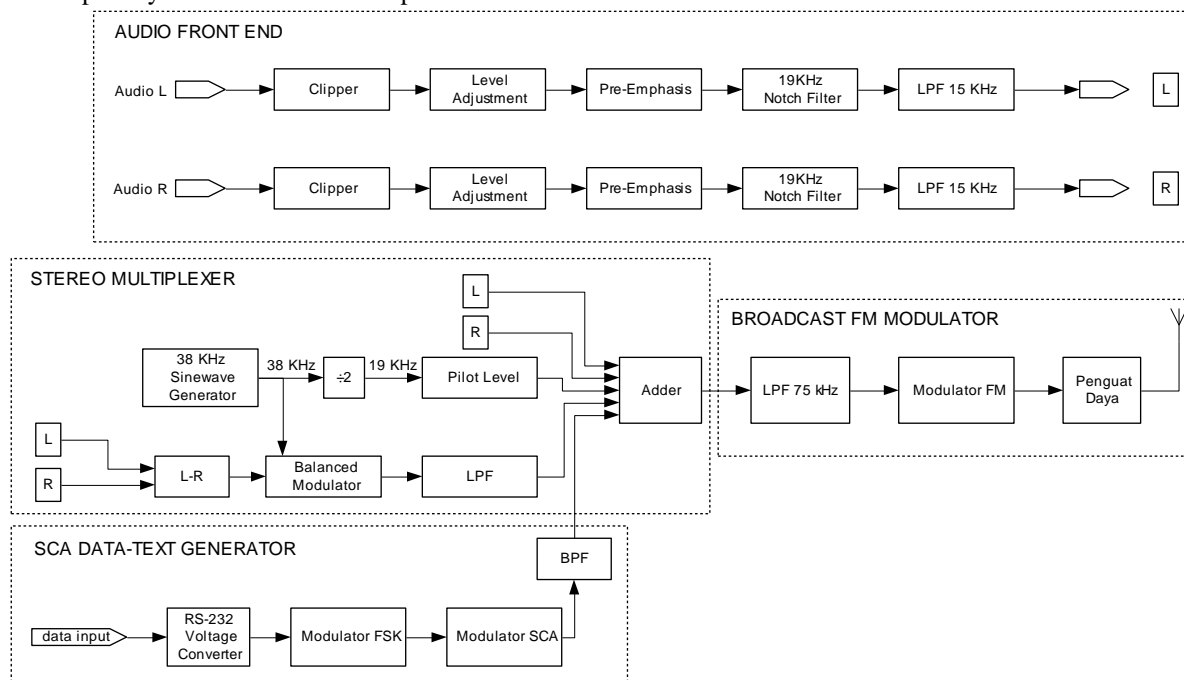 AUDIO FRONT END
Audio L
Clipper
Level
Adjustment
Pre-Emphasis
19KHz
Notch Filter
LPF 15 KHz
L
Audio R
Clipper
Level
Adjustment
Pre-Emphasis
19KHz
Notch Filter
LPF 15 KHz
R
STEREO MULTIPLEXER
L
R
38 KHz
Sinewave
Generator
38 KHz
÷2
19 KHz
Pilot Level
Adder
L
R
L-R
Balanced
Modulator
LPF
BROADCAST FM MODULATOR
LPF 75 kHz
Modulator FM
Penguat
Daya
SCA DATA-TEXT GENERATOR
BPF
data input
RS-232
Voltage
Converter
Modulator FSK
Modulator SCA